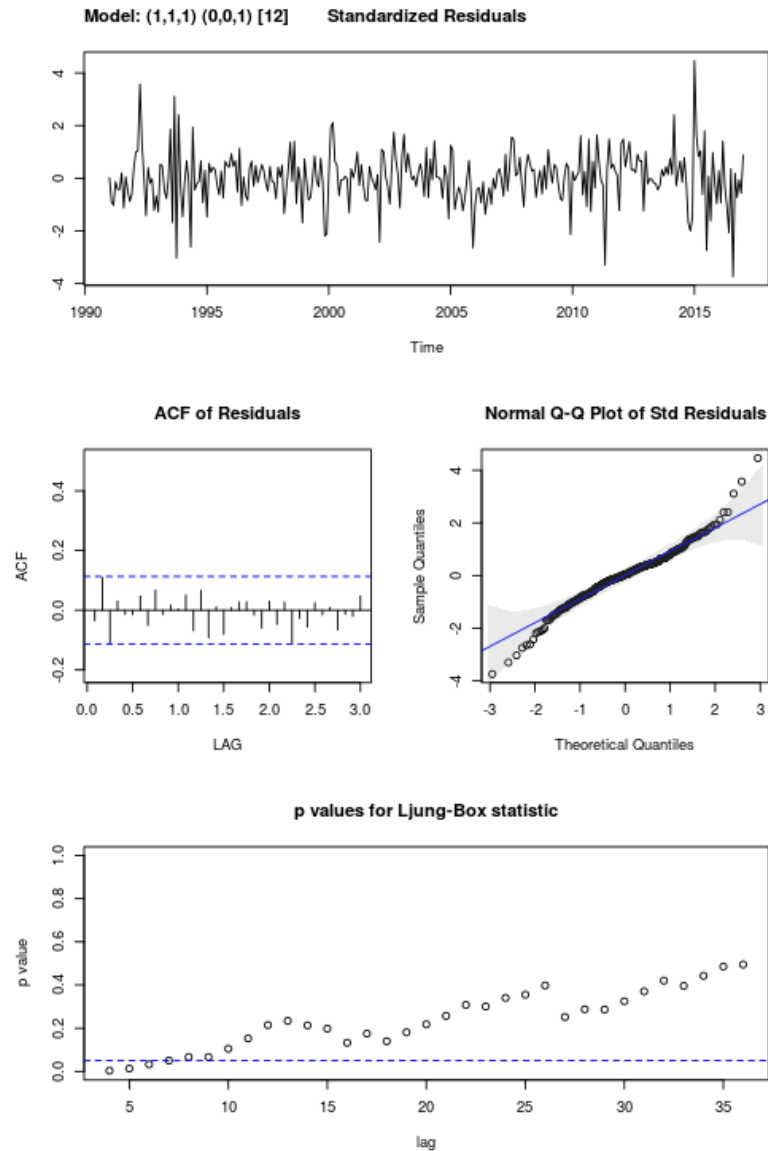 Model: (1,1,1) (0,0,1) [12] Standardized Residuals
4
2
0
-2
-4
1990 1995 2000 2005 2010 2015
Time
ACF of Residuals
ACF
0.4
0.2
0.0
-0.2
0.0 0.5 1.0 1.5 2.0 2.5 3.0
LAG
Normal Q-Q Plot of Std Residuals
Sample Quantiles
4
2
0
-2
-4
-3 -2 -1 0 1 2 3
Theoretical Quantiles
p values for Ljung-Box statistic
p value
1.0
0.8
0.6
0.4
0.2
0.0
5 10 15 20 25 30 35
lag